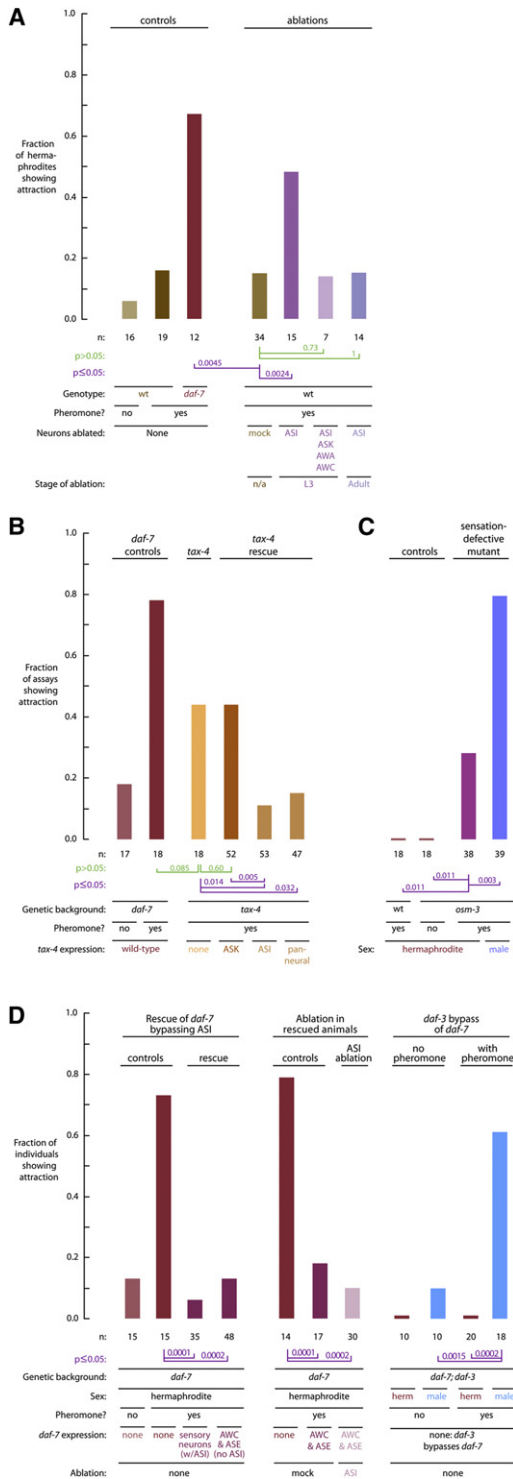 A
controls
ablations
1.0
0.8
Fraction
of herma-
phrodites
showing
attraction
0.6
0.4
0.2
0.0
n: 16 19 12 34 15 7 14
p>0.05: 0.73 1
p≤0.05: 0.0045 0.0024
Genotype: wt daf-7 wt
Pheromone? no yes yes
Neurons ablated: None mock ASI ASI ASI
ASK
AWA
AWC
Stage of ablation: n/a L3 Adult
B
daf-7
controls
tax-4
tax-4
rescue
C
controls
sensation-
defective
mutant
1.0
0.8
0.6
Fraction
of assays
showing
attraction
0.4
0.2
0.0
n: 17 18 18 52 53 47 18 18 38 39
p>0.05: 0.085 0.60
p≤0.05: 0.014 0.005 0.032 0.011 0.011 0.003
Genetic background: daf-7 tax-4 wt osm-3
Pheromone? no yes yes yes no yes
tax-4 expression: wild-type none ASK ASI pan-
neural
Sex: hermaphrodite male
D
Rescue of daf-7
bypassing ASI
Ablation in
rescued animals
daf-3 bypass
of daf-7
controls rescue controls ASI
ablation
no
pheromone
with
pheromone
1.0
0.8
Fraction of
individuals
showing
attraction
0.6
0.4
0.2
0.0
n: 15 15 35 48 14 17 30 10 10 20 18
p≤0.05: 0.0001 0.0002 0.0001 0.0002 0.0015 0.0002
Genetic background: daf-7 daf-7 daf-7; daf-3
Sex: hermaphrodite hermaphrodite herm male herm male
Pheromone? no yes yes no yes
daf-7 expression: none none sensory
neurons
(w/ASI) AWC
& ASE
(no ASI) none AWC
& ASE AWC
& ASE none: daf-3
bypasses daf-7
Ablation: none mock ASI none